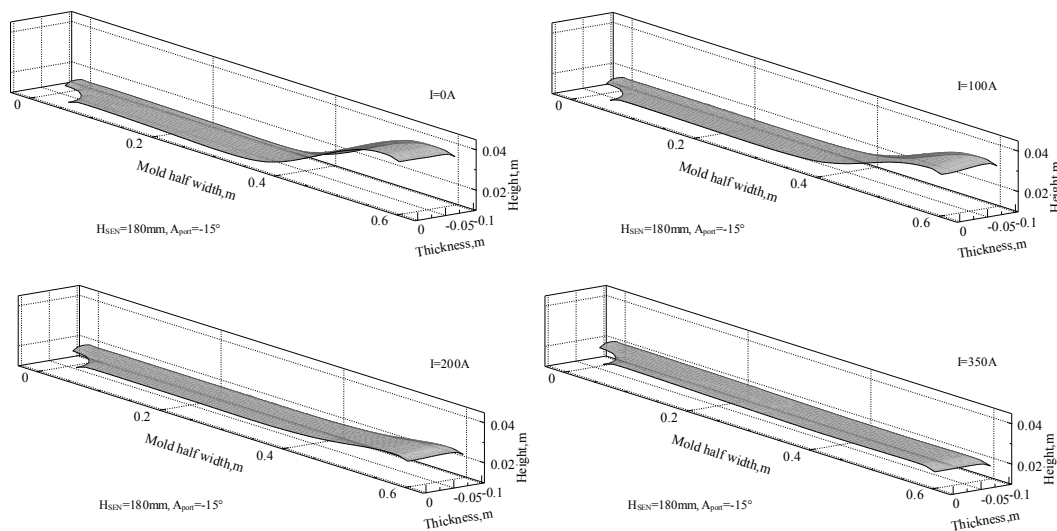 I=0A
0.04
0.02
Height,m
0
0.2
0.4
0.6
Mold half width,m
0
-0.05
-0.1
Thickness,m
HSEN=180mm, Aport=-15°
I=100A
0.04
0.02
Height,m
0
0.2
0.4
0.6
Mold half width,m
0
-0.05
-0.1
Thickness,m
HSEN=180mm, Aport=-15°
I=200A
0.04
0.02
Height,m
0
0.2
0.4
0.6
Mold half width,m
0
-0.05
-0.1
Thickness,m
HSEN=180mm, Aport=-15°
I=350A
0.04
0.02
Height,m
0
0.2
0.4
0.6
Mold half width,m
0
-0.05
-0.1
Thickness,m
HSEN=180mm, Aport=-15°